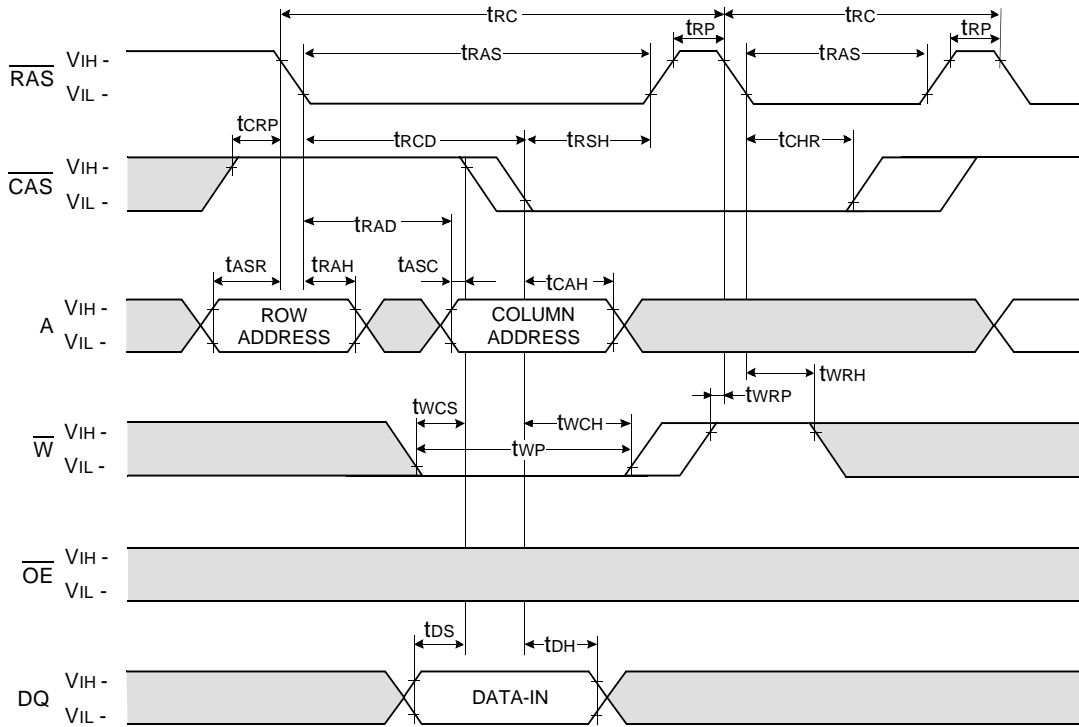 tRC tRC
tRAS tRP tRAS tRP
RAS VIH -
VIL -
tCRP tRCD tRSH tCHR
CAS VIH -
VIL -
tRAD
tASR tRAH tASC tCAH
A VIH -
VIL -
ROW
ADDRESS
COLUMN
ADDRESS
tWRH
tWRP
tWCS tWCH
tWP
W VIH -
VIL -
OE VIH -
VIL -
tDS tDH
DQ VIH -
VIL -
DATA-IN